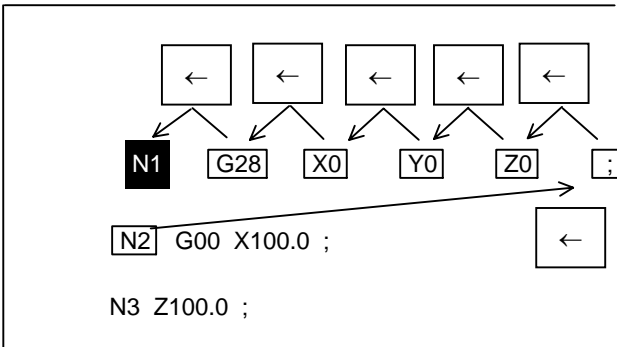 ← ← ← ← ←
N1 G28 X0 Y0 Z0 ;
N2 G00 X100.0 ;
←
N3 Z100.0 ;